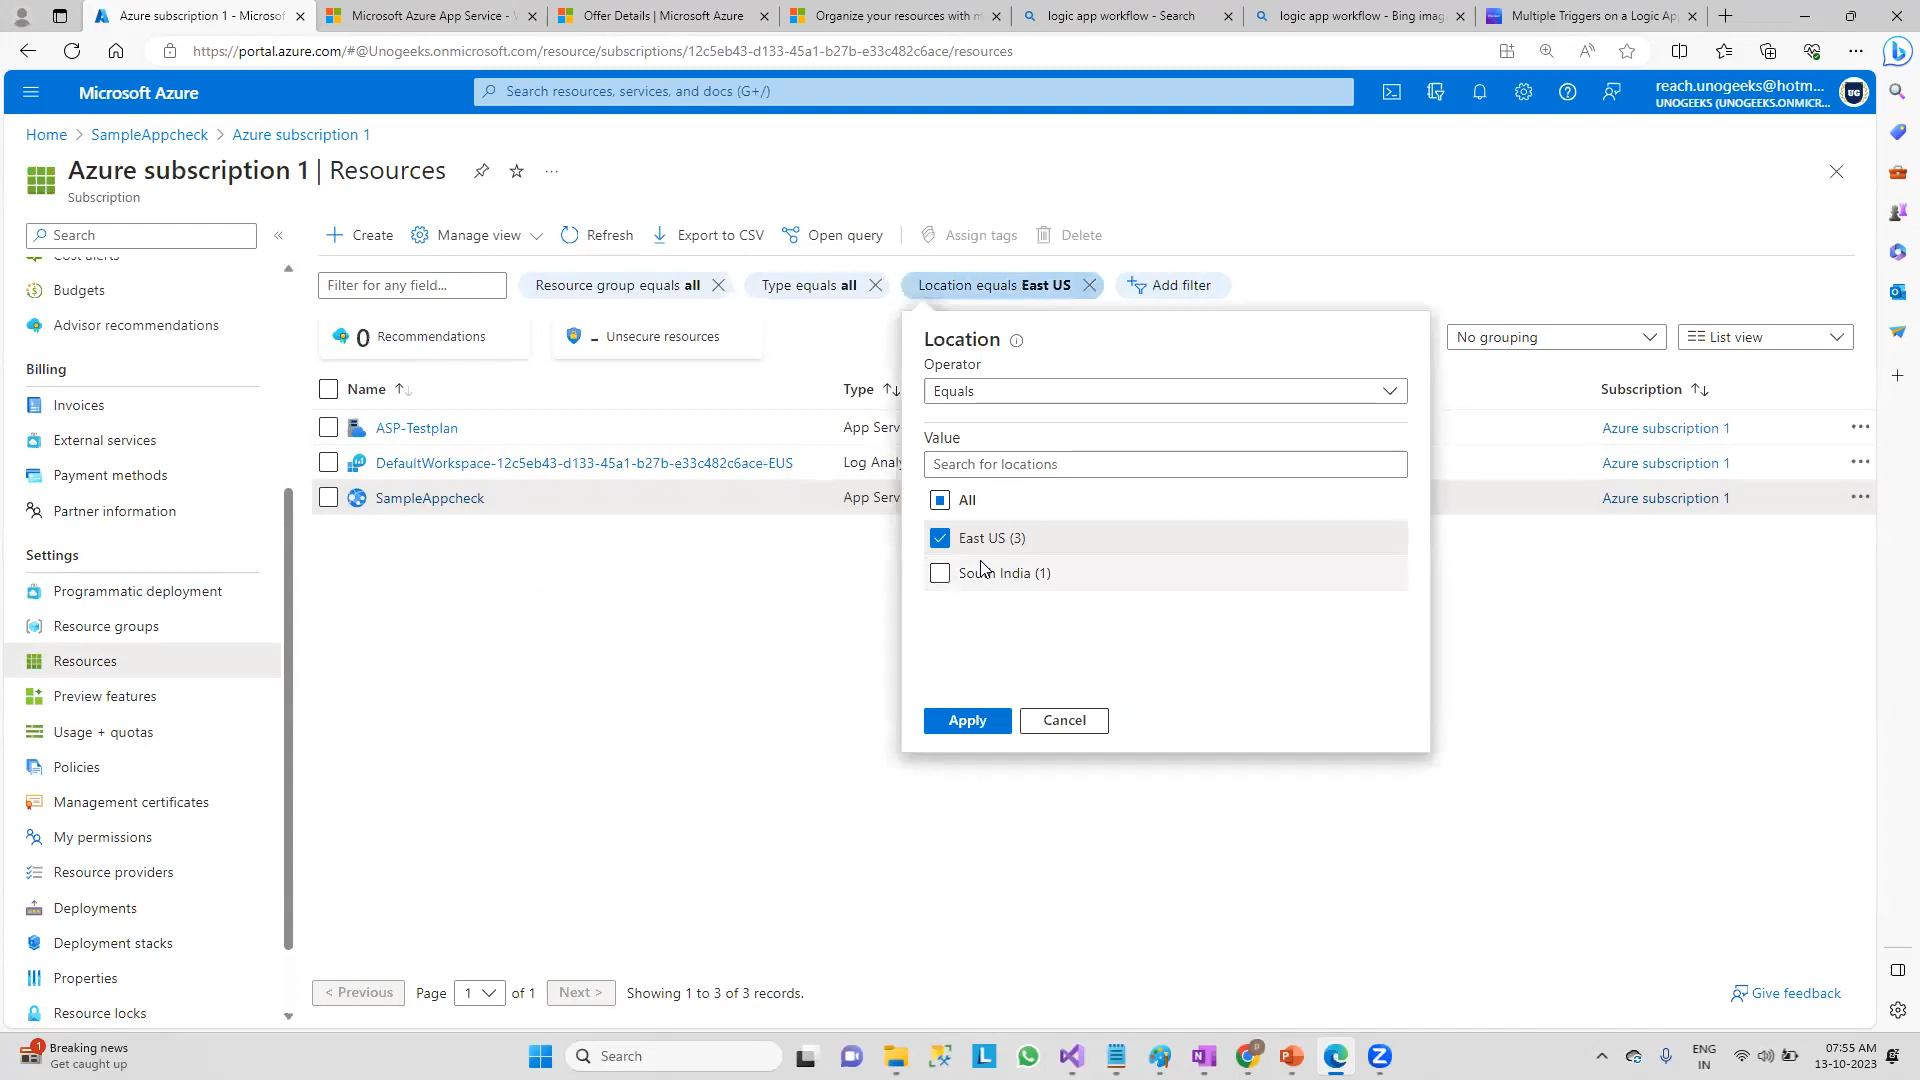 Azure subscription 1 - Microsof
Microsoft Azure App Service - 
Offer Details | Microsoft Azure
Organize your resources with m
logic app workflow - Search
logic app workflow - Bing imag
Multiple Triggers on a Logic Ap
https://portal.azure.com/#@Unogeeks.onmicrosoft.com/resource/subscriptions/12c5eb43-d133-45a1-b27b-e33c482c6ace/resources
Microsoft Azure
Search resources, services, and docs (G+/)
reach.unogeeks@hotm...
UNOGEEKS (UNOGEEKS.ONMICR...
UG
Home > SampleAppcheck > Azure subscription 1
Azure subscription 1 | Resources
Subscription
Search
Cost alerts
Budgets
Advisor recommendations
Billing
Invoices
External services
Payment methods
Partner information
Settings
Programmatic deployment
Resource groups
Resources
Preview features
Usage + quotas
Policies
Management certificates
My permissions
Resource providers
Deployments
Deployment stacks
Properties
Resource locks
Create
Manage view
Refresh
Export to CSV
Open query
Assign tags
Delete
Filter for any field...
Resource group equals all
Type equals all
Location equals East US
Add filter
0 Recommendations
- Unsecure resources
No grouping
List view
Name
Type
Subscription
ASP-Testplan
App Serv
Azure subscription 1
DefaultWorkspace-12c5eb43-d133-45a1-b27b-e33c482c6ace-EUS
Log Analy
Azure subscription 1
SampleAppcheck
App Serv
Azure subscription 1
Location
Operator
Equals
Value
Search for locations
All
East US (3)
South India (1)
Apply
Cancel
< Previous
Page
1
of 1
Next >
Showing 1 to 3 of 3 records.
Give feedback
1
Breaking news
Get caught up
Search
ENG
IN
07:55 AM
13-10-2023